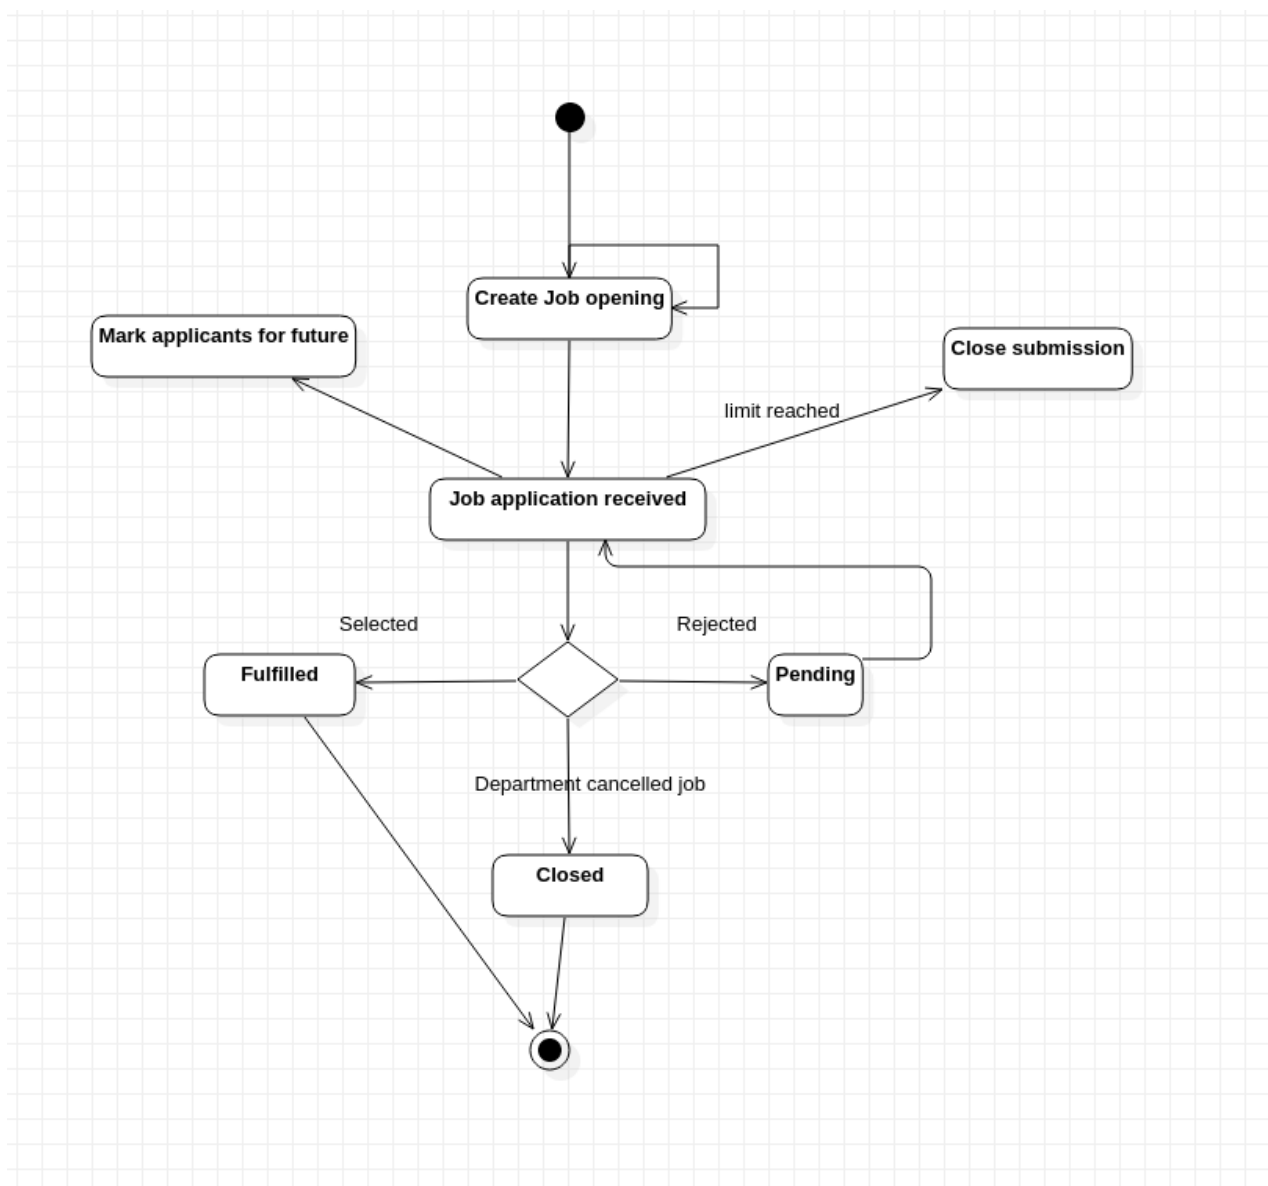 Create Job opening
Mark applicants for future
Close submission
limit reached
Job application received
Selected
Rejected
Fulfilled
Pending
Department cancelled job
Closed